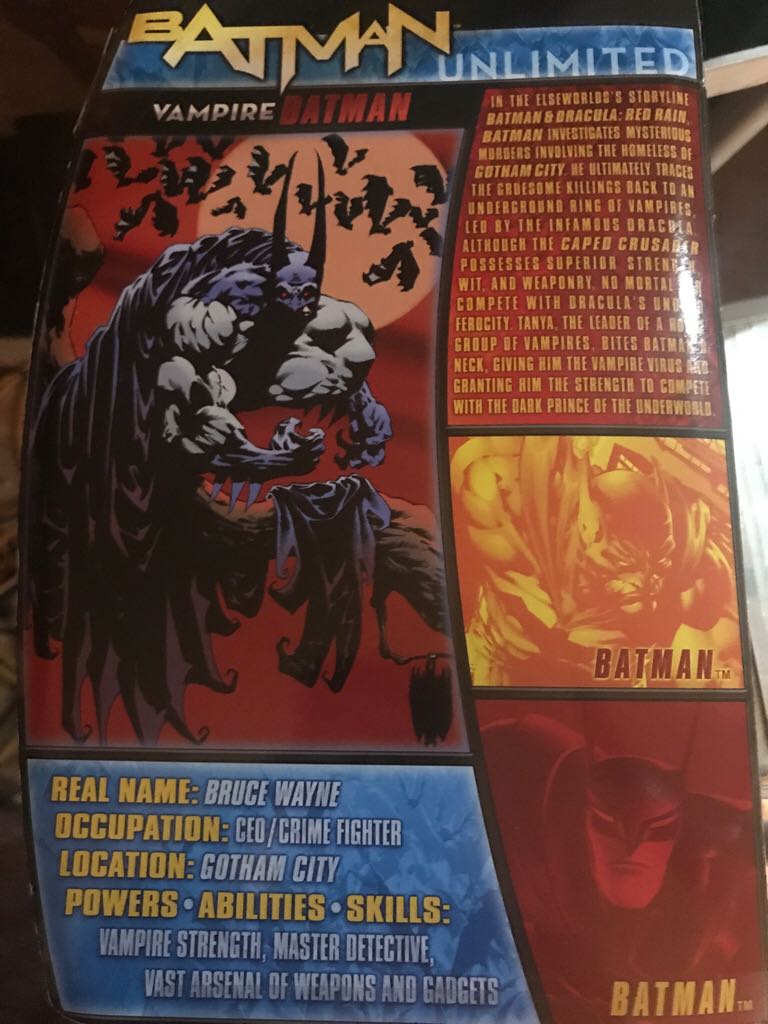 BATMAN
UNLIMITED
VAMPIRE BATMAN
IN THE ELSEWORLDS'S STORYLINE
BATMAN & DRACULA: RED RAIN,
BATMAN INVESTIGATES MYSTERIOUS
MURDERS INVOLVING THE HOMELESS OF
GOTHAM CITY. HE ULTIMATELY TRACES
THE GRUESOME KILLINGS BACK TO AN
UNDERGROUND RING OF VAMPIRES,
LED BY THE INFAMOUS DRACULA.
ALTHOUGH THE CAPED CRUSADER
POSSESSES SUPERIOR STRENGTH,
WIT, AND WEAPONRY, NO MORTAL
COMPETE WITH DRACULA'S
FEROCITY. TANYA, THE LEADER OF A
GROUP OF VAMPIRES, BITES BATMAN'S
NECK, GIVING HIM THE VAMPIRE VIRUS AND
GRANTING HIM THE STRENGTH TO COMPETE
WITH THE DARK PRINCE OF THE UNDERWORLD.
BATMAN™
REAL NAME: BRUCE WAYNE
OCCUPATION: CEO/CRIME FIGHTER
LOCATION: GOTHAM CITY
POWERS • ABILITIES • SKILLS:
VAMPIRE STRENGTH, MASTER DETECTIVE,
VAST ARSENAL OF WEAPONS AND GADGETS
BATMAN™